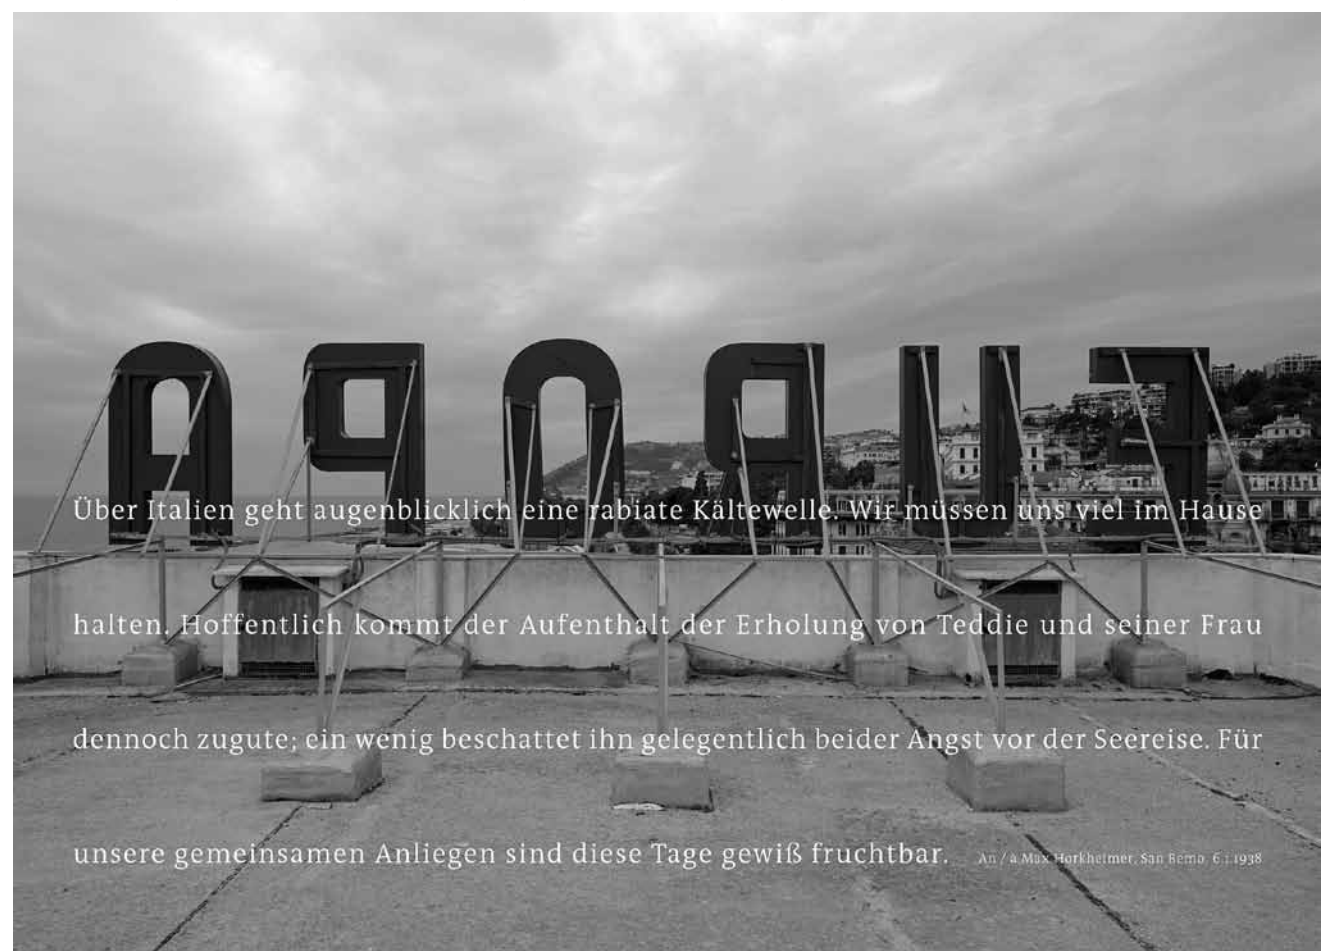 EUROPA
Über Italien geht augenblicklich eine rabiate Kältewelle. Wir müssen uns viel im Hause
halten. Hoffentlich kommt der Aufenthalt der Erholung von Teddie und seiner Frau
dennoch zugute; ein wenig beschattet ihn gelegentlich beider Angst vor der Seereise. Für
unsere gemeinsamen Anliegen sind diese Tage gewiß fruchtbar. An / à Max Horkheimer, San Remo, 6.1.1938